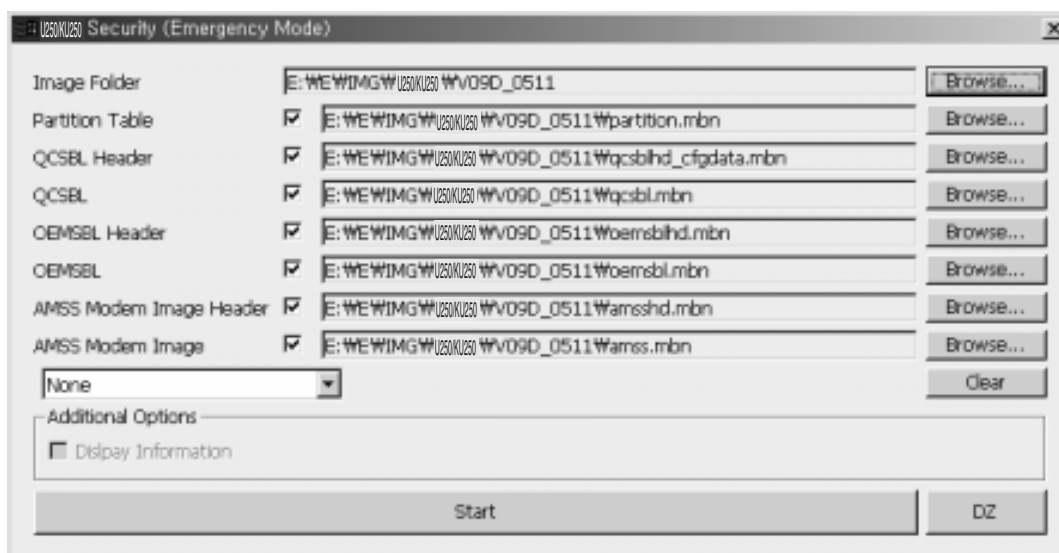 U250/KU250 Security (Emergency Mode)
Image Folder E:₩E₩IMG₩U250/KU250₩V09D_0511 Browse...
Partition Table E:₩E₩IMG₩U250/KU250₩V09D_0511₩partition.mbn Browse...
QCSBL Header E:₩E₩IMG₩U250/KU250₩V09D_0511₩qcsblhd_cfgdata.mbn Browse...
QCSBL E:₩E₩IMG₩U250/KU250₩V09D_0511₩qcsbl.mbn Browse...
OEMSBL Header E:₩E₩IMG₩U250/KU250₩V09D_0511₩oemsblhd.mbn Browse...
OEMSBL E:₩E₩IMG₩U250/KU250₩V09D_0511₩oemsbl.mbn Browse...
AMSS Modem Image Header E:₩E₩IMG₩U250/KU250₩V09D_0511₩amsshd.mbn Browse...
AMSS Modem Image E:₩E₩IMG₩U250/KU250₩V09D_0511₩amss.mbn Browse...
None Clear
Additional Options
Dislpay Information
Start DZ